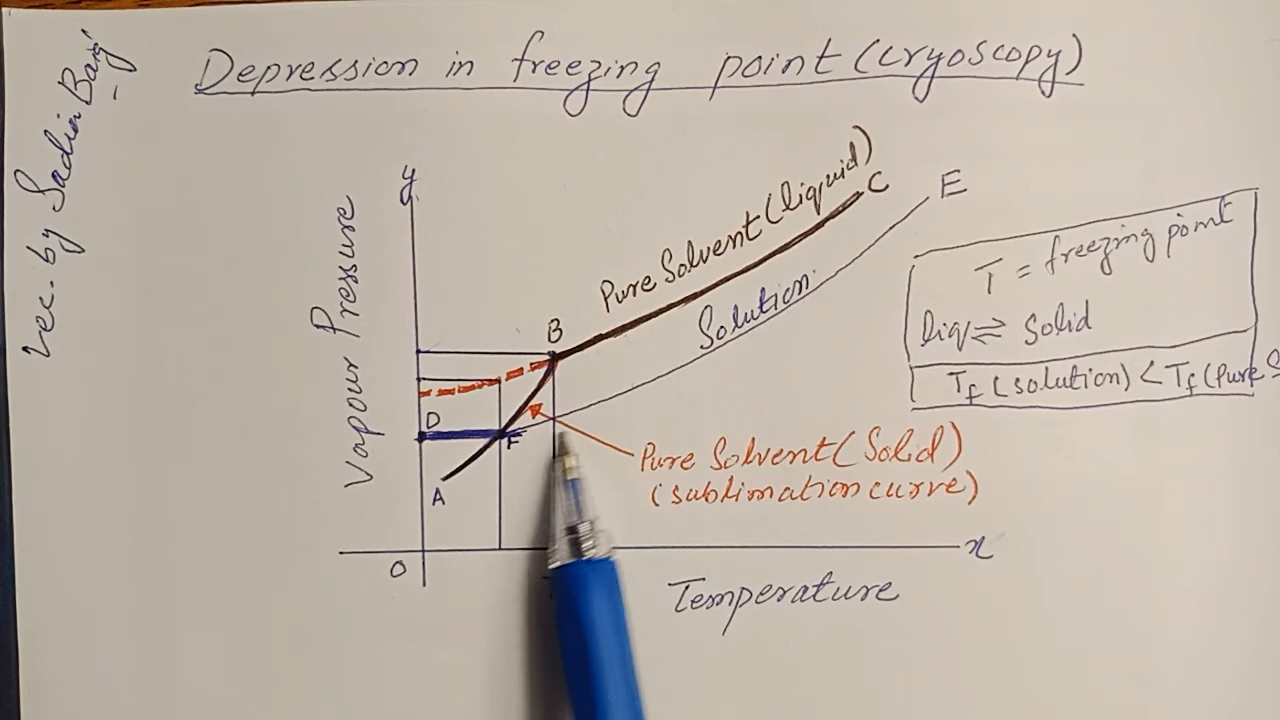 Depression in freezing point (cryoscopy)
Lec. by Sadia
y
Vapour Pressure
Pure Solvent (liquid)
C
E
Solution
B
D
F
A
O
x
Temperature
Pure Solvent (Solid)
(sublimation curve)
T = freezing point
liq ⇌ Solid
Tf (solution) < Tf (Pure S